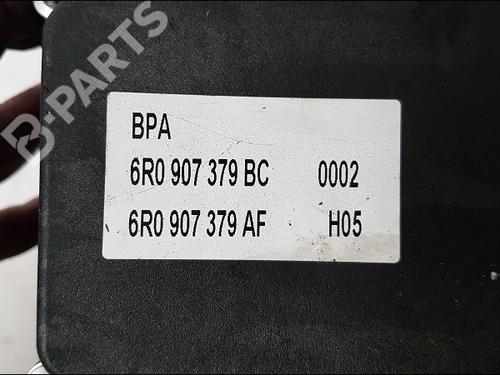 B-PARTS
BPA
6R0 907 379 BC 0002
6R0 907 379 AF H05